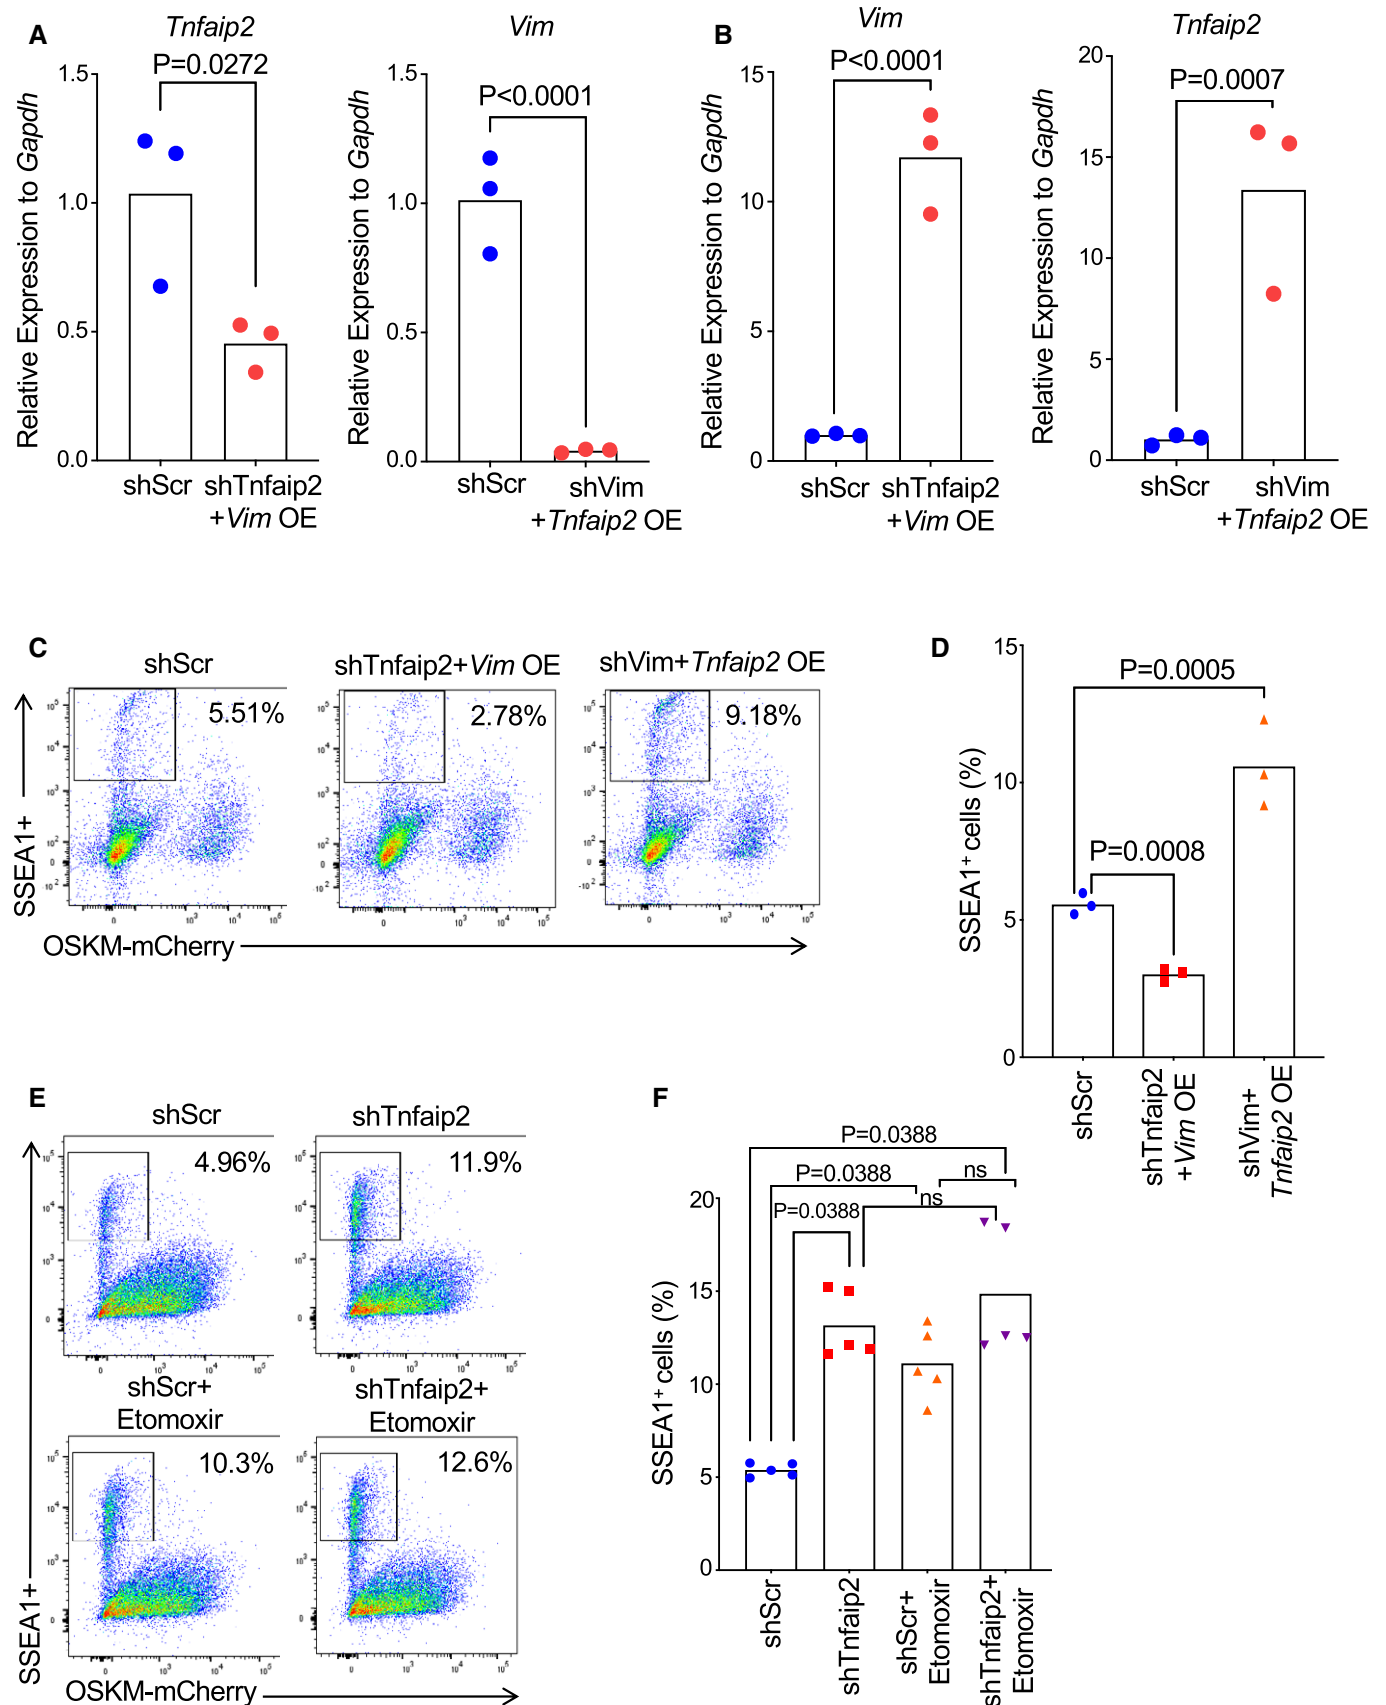 A
Tnfaip2
P=0.0272
Relative Expression to Gapdh
1.5
1.0
0.5
0.0
shScr
shTnfaip2
+Vim OE
Vim
P<0.0001
Relative Expression to Gapdh
1.5
1.0
0.5
0.0
shScr
shVim
+Tnfaip2 OE
B
Vim
P<0.0001
Relative Expression to Gapdh
15
10
5
0
shScr
shTnfaip2
+Vim OE
Tnfaip2
P=0.0007
Relative Expression to Gapdh
20
15
10
5
0
shScr
shVim
+Tnfaip2 OE
C
shScr
shTnfaip2+Vim OE
shVim+Tnfaip2 OE
5.51%
2.78%
9.18%
SSEA1+
OSKM-mCherry
D
SSEA1+ cells (%)
15
10
5
0
P=0.0005
P=0.0008
shScr
shTnfaip2
+Vim OE
shVim+
Tnfaip2 OE
E
shScr
shTnfaip2
4.96%
11.9%
shScr+
Etomoxir
shTnfaip2+
Etomoxir
10.3%
12.6%
SSEA1+
OSKM-mCherry
F
P=0.0388
P=0.0388
ns
P=0.0388
ns
SSEA1+ cells (%)
20
15
10
5
0
shScr
shTnfaip2
shScr+
Etomoxir
shTnfaip2+
Etomoxir